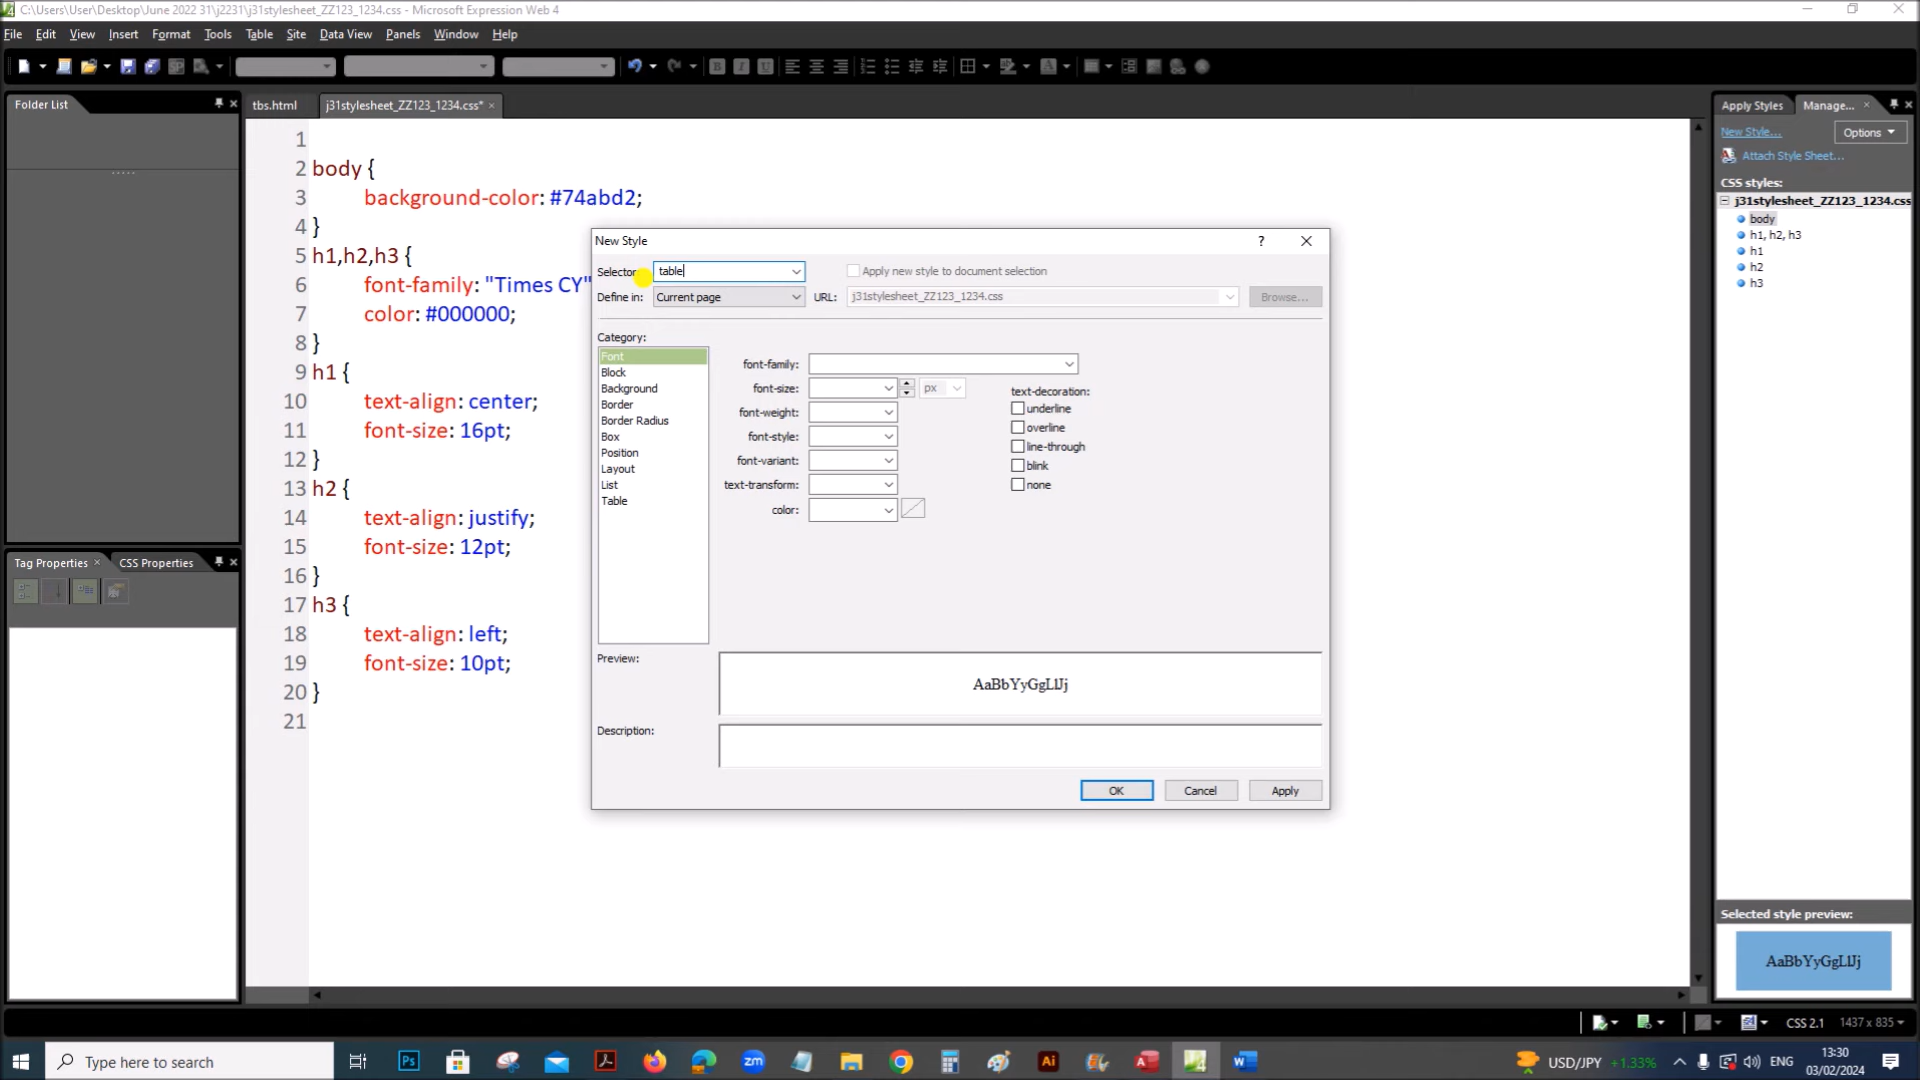 C:\Users\User\Desktop\June 2022 31\j2231\j31stylesheet_ZZ123_1234.css - Microsoft Expression Web 4
File Edit View Insert Format Tools Table Site Data View Panels Window Help
Folder List
tbs.html
j31stylesheet_ZZ123_1234.css*
1
2 body {
3 background-color: #74abd2;
4 }
5 h1,h2,h3 {
6 font-family: "Times CY"
7 color: #000000;
8 }
9 h1 {
10 text-align: center;
11 font-size: 16pt;
12 }
13 h2 {
14 text-align: justify;
15 font-size: 12pt;
16 }
17 h3 {
18 text-align: left;
19 font-size: 10pt;
20 }
21
Tag Properties
CSS Properties
New Style
Selector table
Apply new style to document selection
Define in: Current page
URL: j31stylesheet_ZZ123_1234.css
Browse...
Category:
Font
Block
Background
Border
Border Radius
Box
Position
Layout
List
Table
font-family:
font-size: px
font-weight:
font-style:
font-variant:
text-transform:
color:
text-decoration:
underline
overline
line-through
blink
none
Preview:
AaBbYyGgLlJj
Description:
OK
Cancel
Apply
Apply Styles
Manage...
New Style...
Options
Attach Style Sheet...
CSS styles:
j31stylesheet_ZZ123_1234.css
body
h1, h2, h3
h1
h2
h3
Selected style preview:
AaBbYyGgLlJj
CSS 2.1
1437 x 835
Type here to search
Ps
zm
Ai
USD/JPY +1.33%
ENG
13:30
03/02/2024